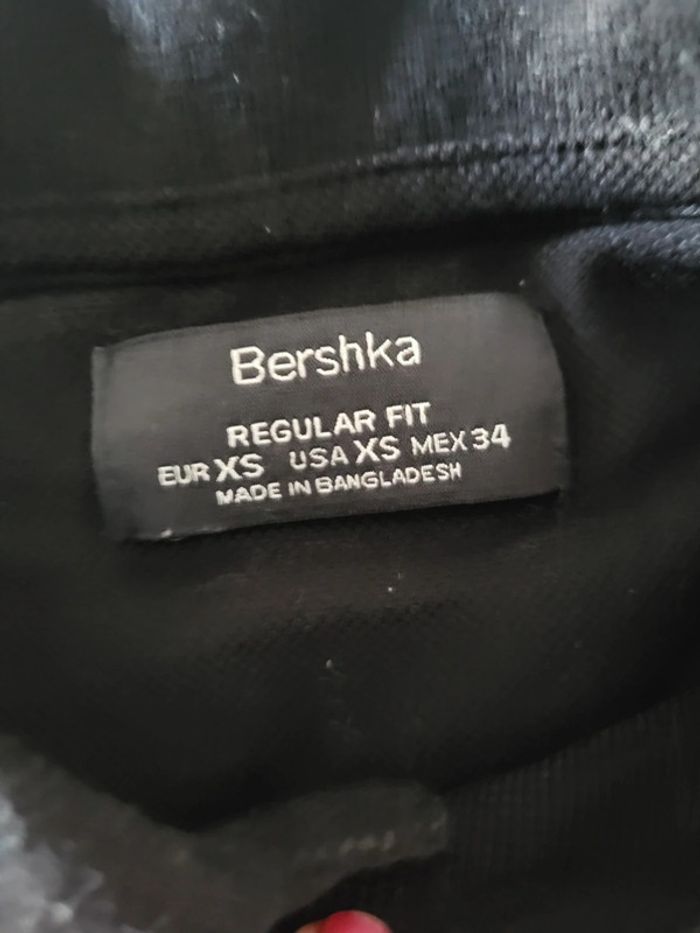 Bershka
REGULAR FIT
EUR XS USA XS MEX 34
MADE IN BANGLADESH